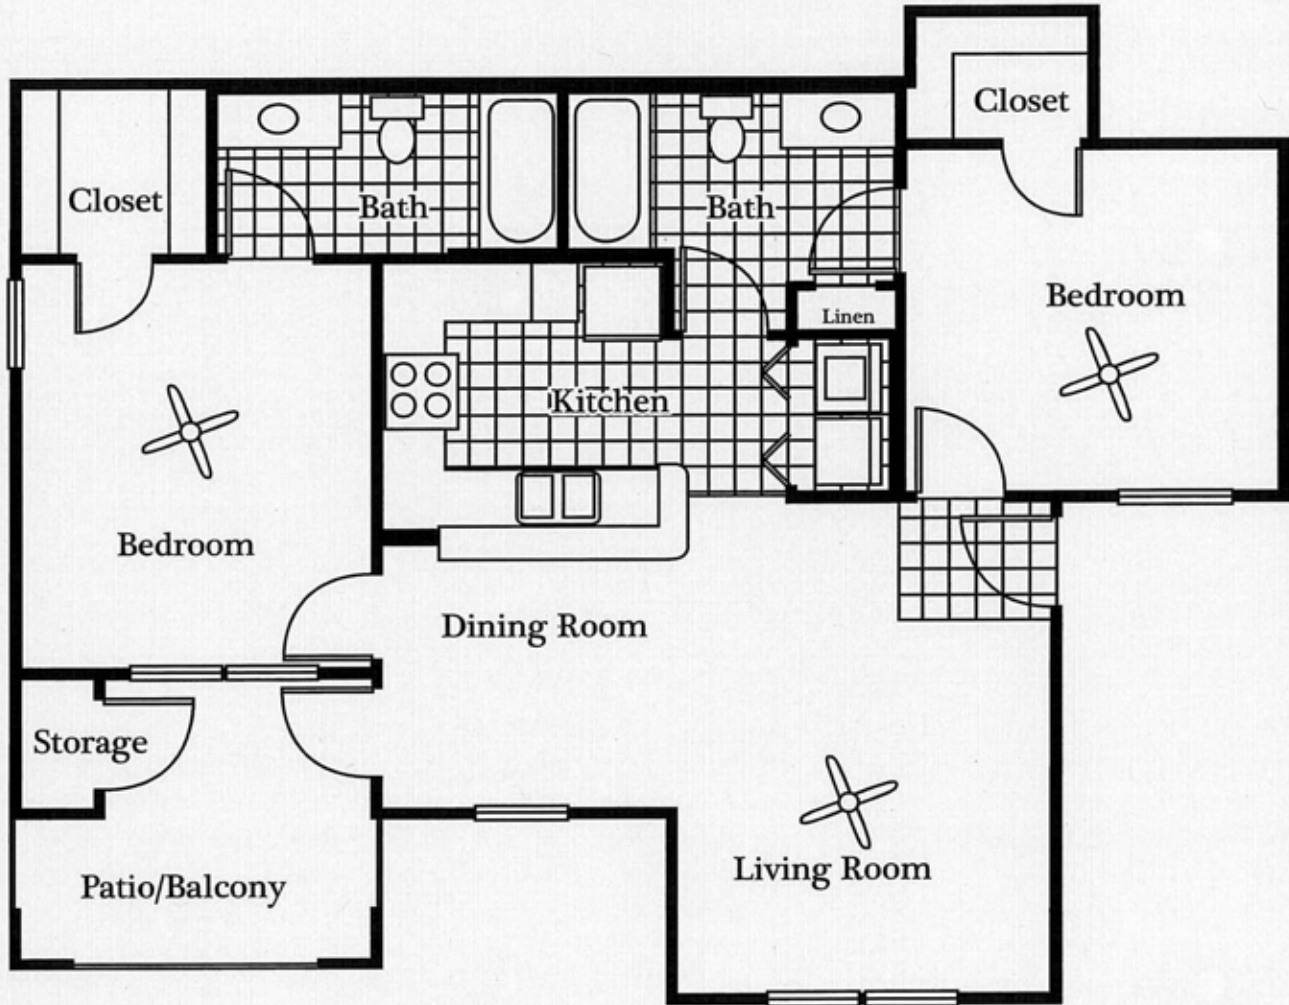 Closet
Closet
Bath
Bath
Bedroom
Linen
Kitchen
Bedroom
Dining Room
Storage
Living Room
Patio/Balcony